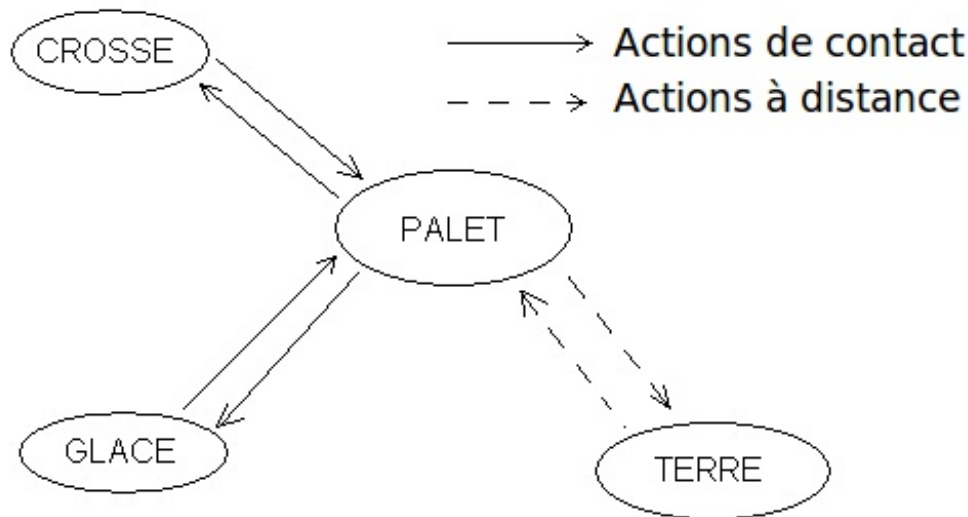 CROSSE
Actions de contact
Actions à distance
PALET
GLACE
TERRE